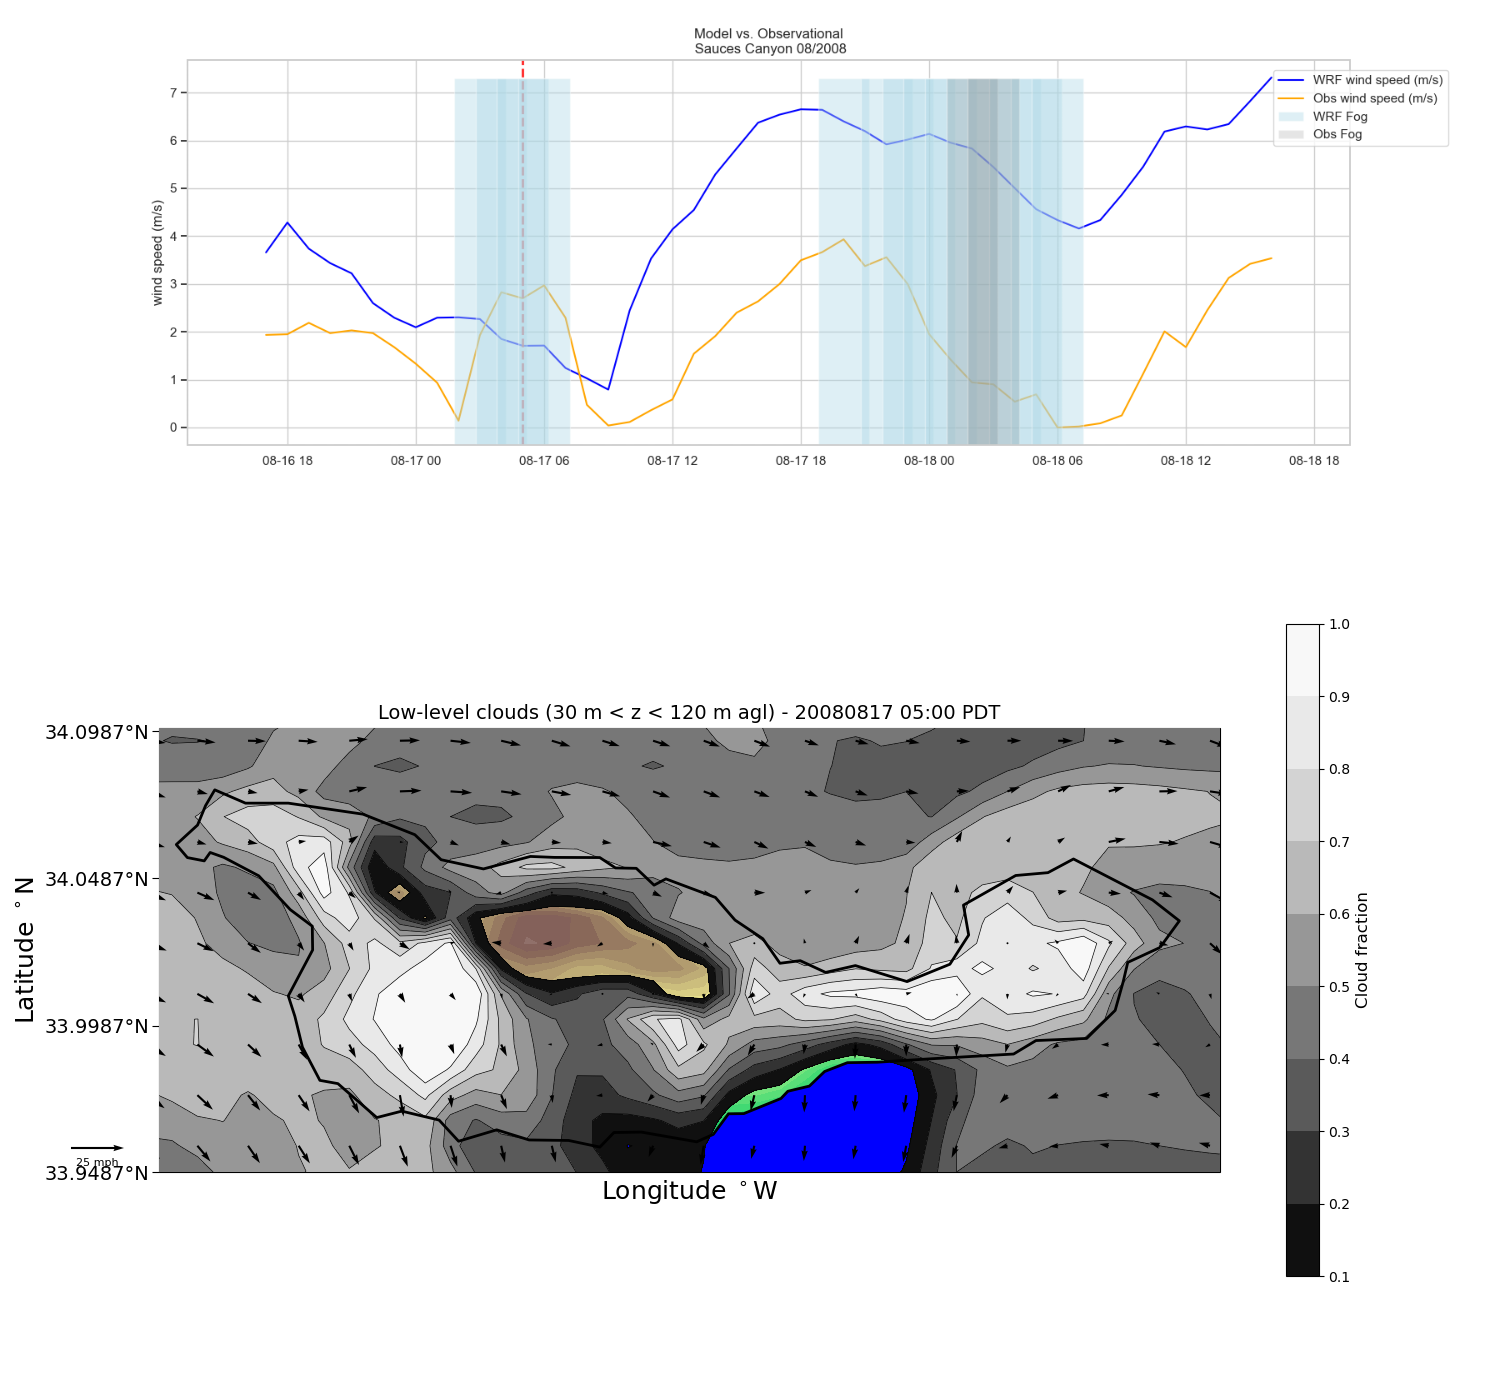 Model vs. Observational
Sauces Canyon 08/2008
WRF wind speed (m/s)
Obs wind speed (m/s)
WRF Fog
Obs Fog
wind speed (m/s)
7
6
5
4
3
2
1
0
08-16 18
08-17 00
08-17 06
08-17 12
08-17 18
08-18 00
08-18 06
08-18 12
08-18 18
Low-level clouds (30 m < z < 120 m agl) - 20080817 05:00 PDT
34.0987°N
34.0487°N
33.9987°N
33.9487°N
Latitude °N
25 mph
Longitude °W
1.0
0.9
0.8
0.7
0.6
0.5
0.4
0.3
0.2
0.1
Cloud fraction